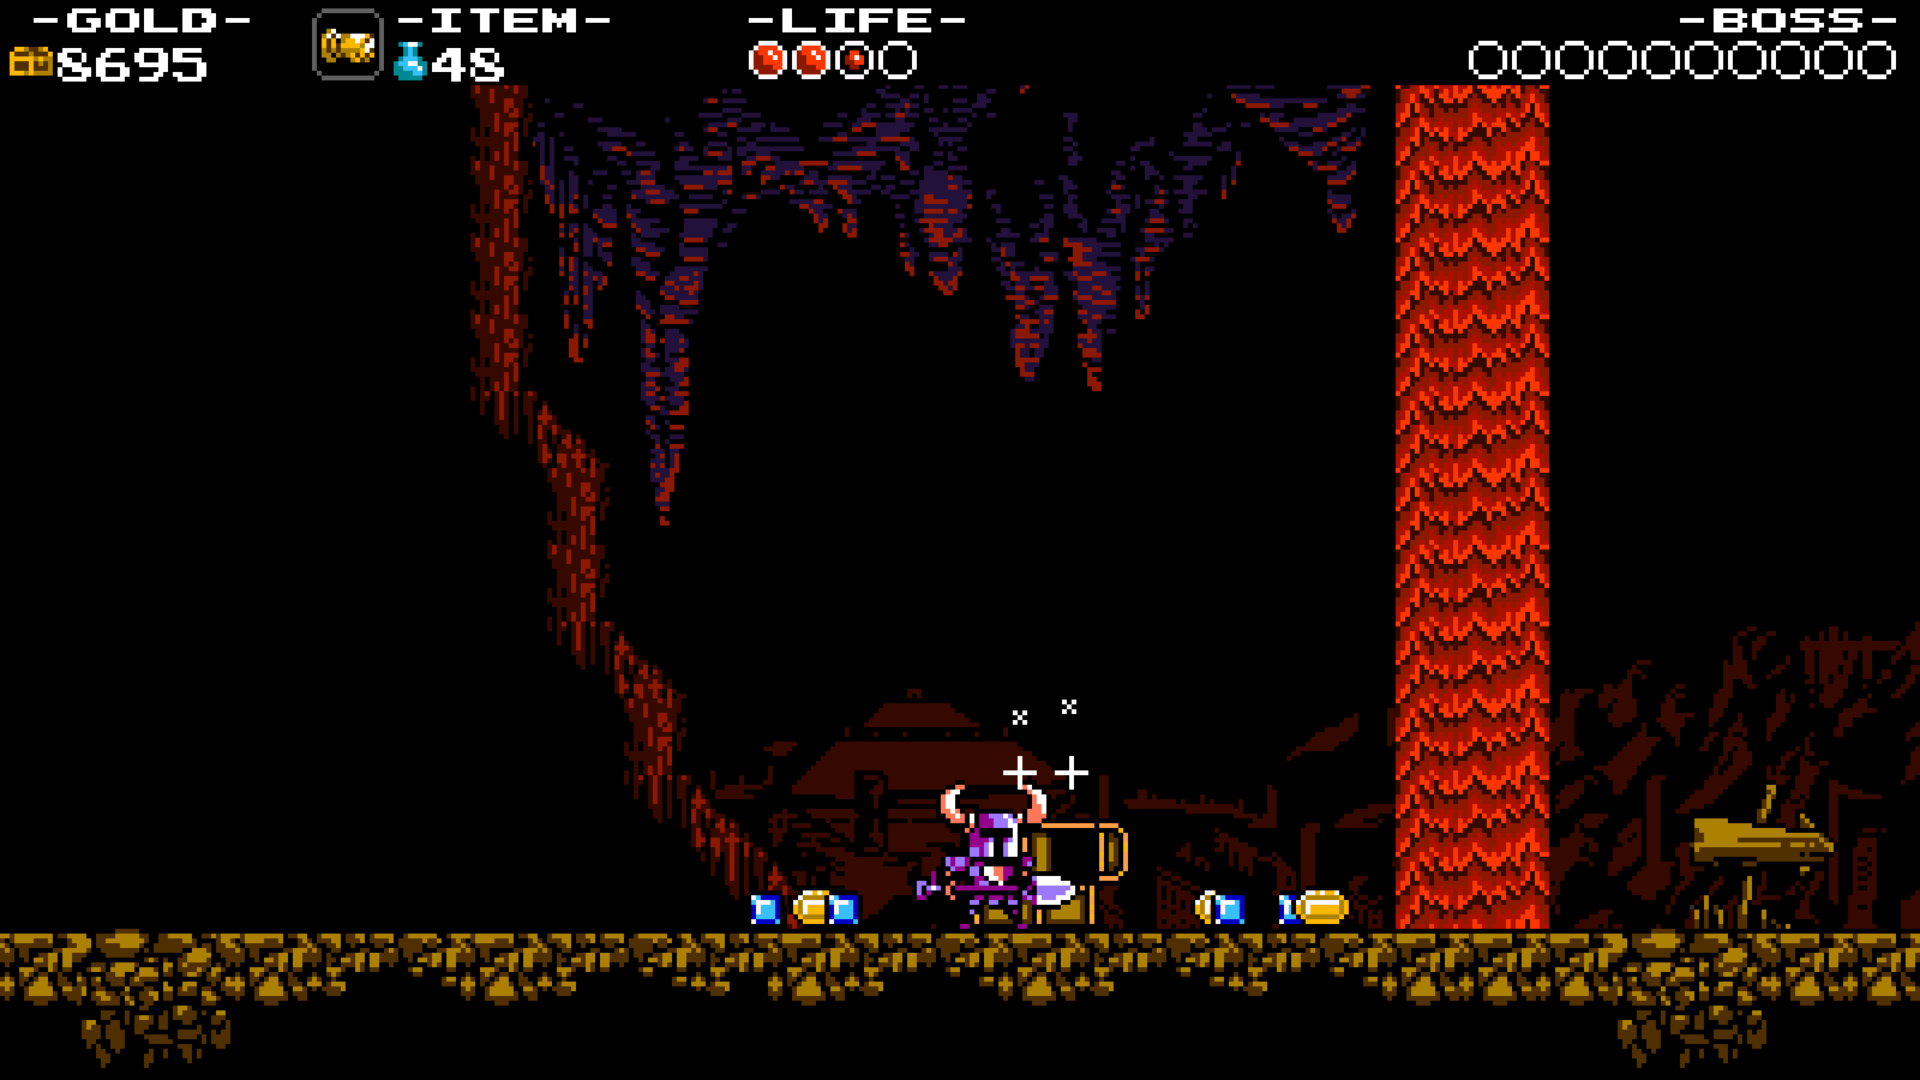 -GOLD- -ITEM- -LIFE- -BOSS-
8695 48